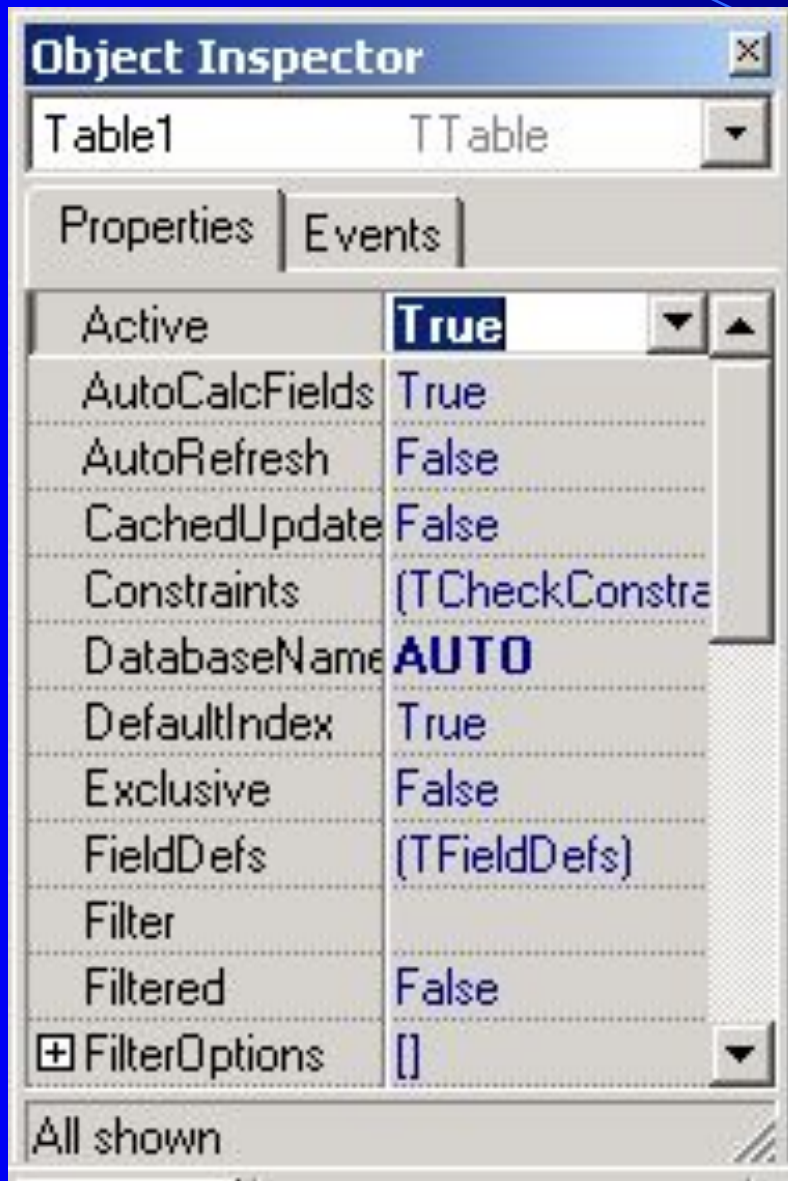 Object Inspector
Table1 TTable
Properties Events
Active True
AutoCalcFields True
AutoRefresh False
CachedUpdate False
Constraints (TCheckConstra
DatabaseName AUTO
DefaultIndex True
Exclusive False
FieldDefs (TFieldDefs)
Filter
Filtered False
FilterOptions []
All shown